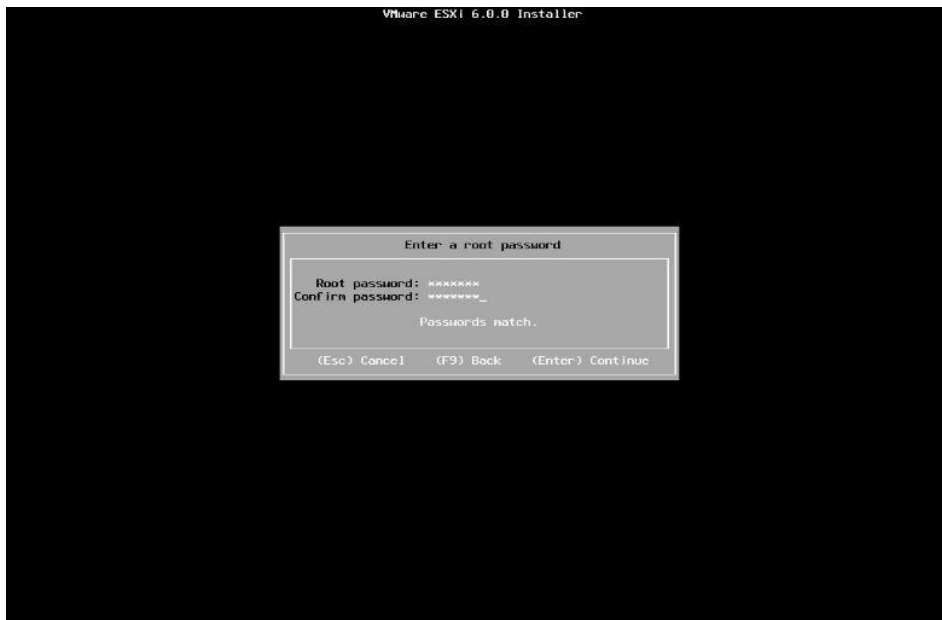 VMware ESXi 6.0.0 Installer
Enter a root password
Root password: *******
Confirm password: *******_
Passwords match.
(Esc) Cancel (F9) Back (Enter) Continue